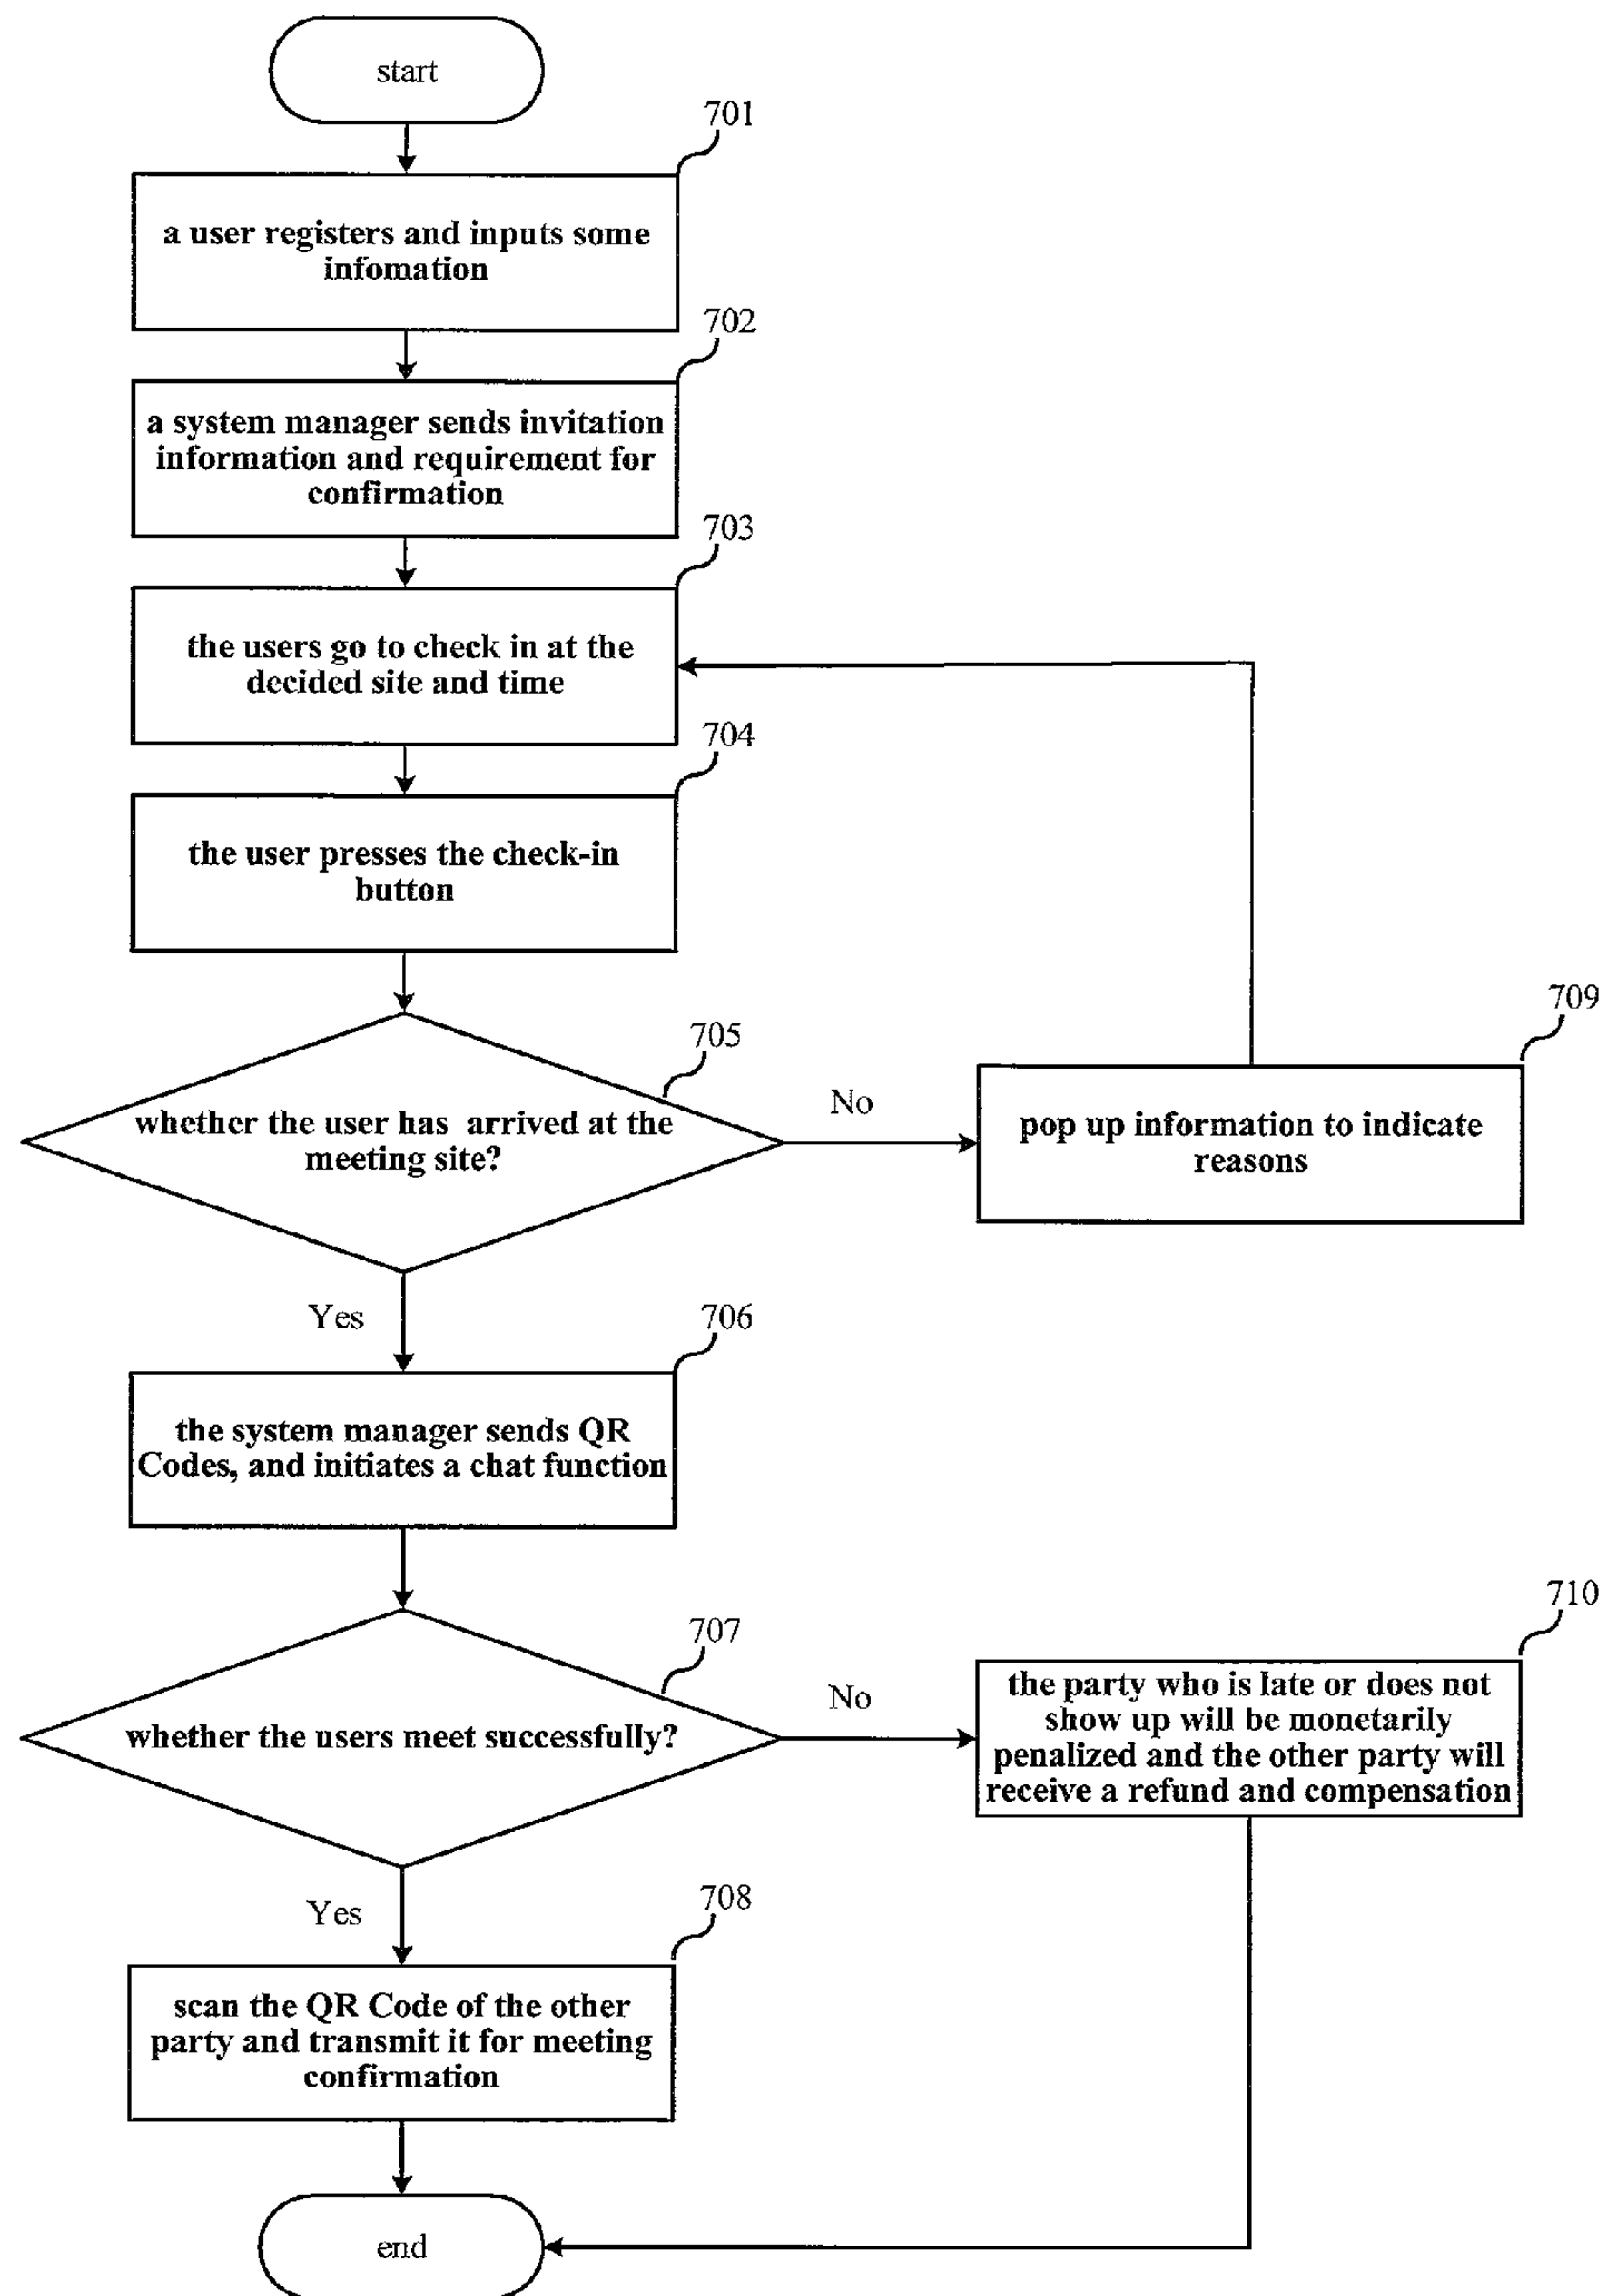 start
701
a user registers and inputs some
infomation
702
a system manager sends invitation
information and requirement for
confirmation
703
the users go to check in at the
decided site and time
704
the user presses the check-in
button
705
whether the user has arrived at the
meeting site?
No
709
pop up information to indicate
reasons
Yes
706
the system manager sends QR
Codes, and initiates a chat function
707
whether the users meet successfully?
No
710
the party who is late or does not
show up will be monetarily
penalized and the other party will
receive a refund and compensation
Yes
708
scan the QR Code of the other
party and transmit it for meeting
confirmation
end